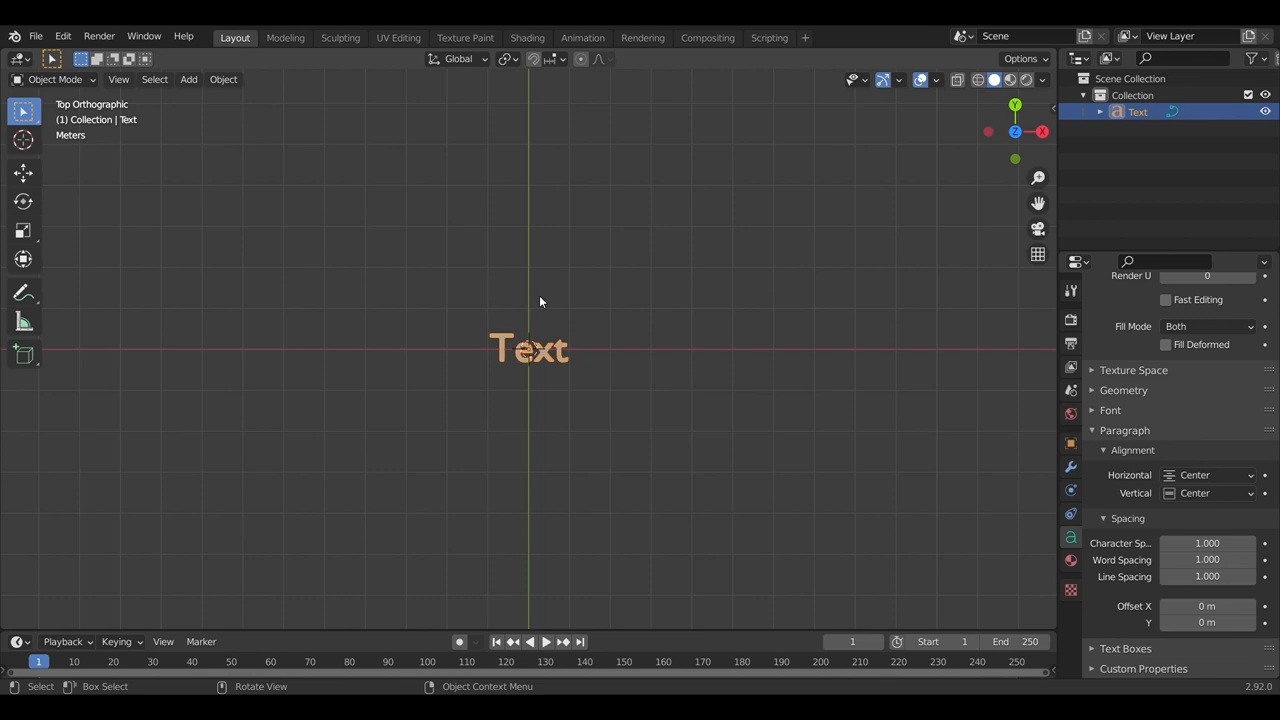 File Edit Render Window Help Layout Modeling Sculpting UV Editing Texture Paint Shading Animation Rendering Compositing Scripting + Scene View Layer
Global Options
Object Mode View Select Add Object
Top Orthographic
(1) Collection | Text
Meters
Y
Z
X
Text
Scene Collection
Collection
Text
Render U 0
Fast Editing
Fill Mode Both
Fill Deformed
Texture Space
Geometry
Font
Paragraph
Alignment
Horizontal Center
Vertical Center
Spacing
Character Sp... 1.000
Word Spacing 1.000
Line Spacing 1.000
Offset X 0 m
Y 0 m
Text Boxes
Custom Properties
Playback Keying View Marker 1 Start 1 End 250
1 10 20 30 40 50 60 70 80 90 100 110 120 130 140 150 160 170 180 190 200 210 220 230 240 250
Select Box Select Rotate View Object Context Menu 2.92.0